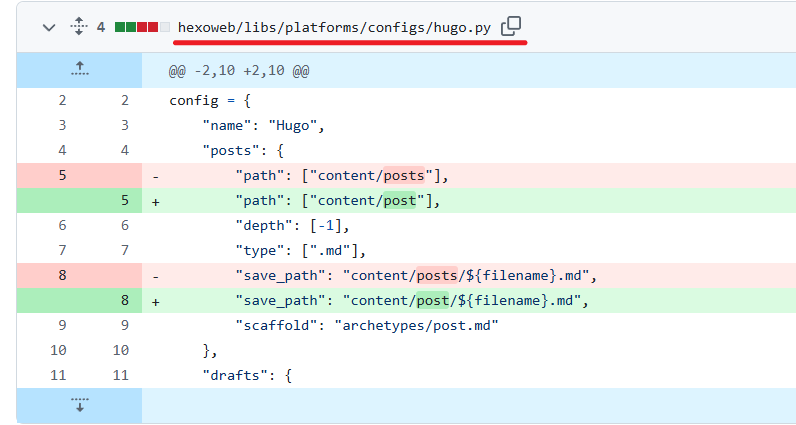 4 hexoweb/libs/platforms/configs/hugo.py
@@ -2,10 +2,10 @@
2 2 config = {
3 3 "name": "Hugo",
4 4 "posts": {
5 - "path": ["content/posts"],
5 + "path": ["content/post"],
6 6 "depth": [-1],
7 7 "type": [".md"],
8 - "save_path": "content/posts/${filename}.md",
8 + "save_path": "content/post/${filename}.md",
9 9 "scaffold": "archetypes/post.md"
10 10 },
11 11 "drafts": {